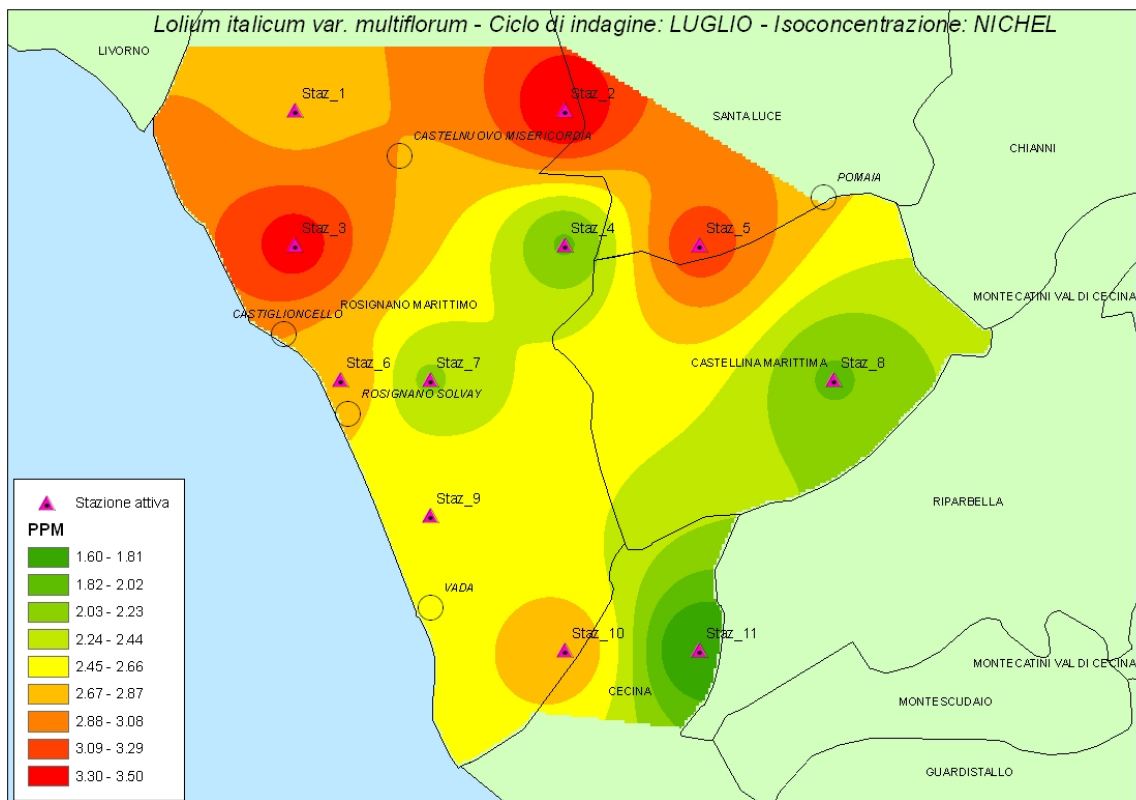 Lolium italicum var. multiflorum - Ciclo di indagine: LUGLIO - Isoconcentrazione: NICHEL
LIVORNO
Staz_1
Staz_2
SANTA LUCE
CASTELNUOVO MISERICORDIA
CHIANNI
POMAIA
Staz_3
Staz_4
Staz_5
MONTECATINI VAL DI CECINA
ROSIGNANO MARITTIMO
CASTIGLIONCELLO
Staz_6
Staz_7
CASTELLINA MARITTIMA
Staz_8
ROSIGNANO SOLVAY
Staz_9
RIPARBELLA
VADA
Staz_10
Staz_11
MONTECATINI VAL DI CECINA
CECINA
MONTESCUDAIO
GUARDISTALLO
Stazione attiva
PPM
1.60 - 1.81
1.82 - 2.02
2.03 - 2.23
2.24 - 2.44
2.45 - 2.66
2.67 - 2.87
2.88 - 3.08
3.09 - 3.29
3.30 - 3.50